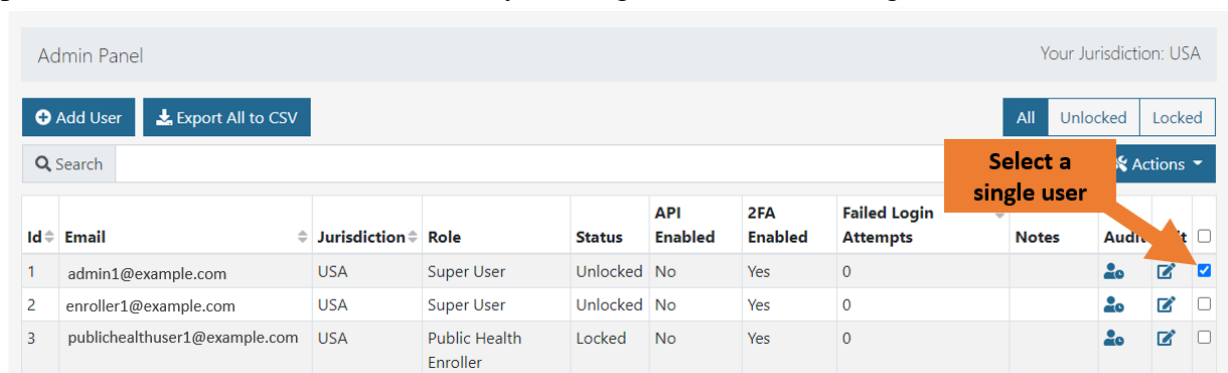 Admin Panel Your Jurisdiction: USA
Add User Export All to CSV All Unlocked Locked
Search Actions
Select a
single user
Id Email Jurisdiction Role Status API Enabled 2FA Enabled Failed Login Attempts Notes Audit
1 admin1@example.com USA Super User Unlocked No Yes 0
2 enroller1@example.com USA Super User Unlocked No Yes 0
3 publichealthuser1@example.com USA Public Health Enroller Locked No Yes 0